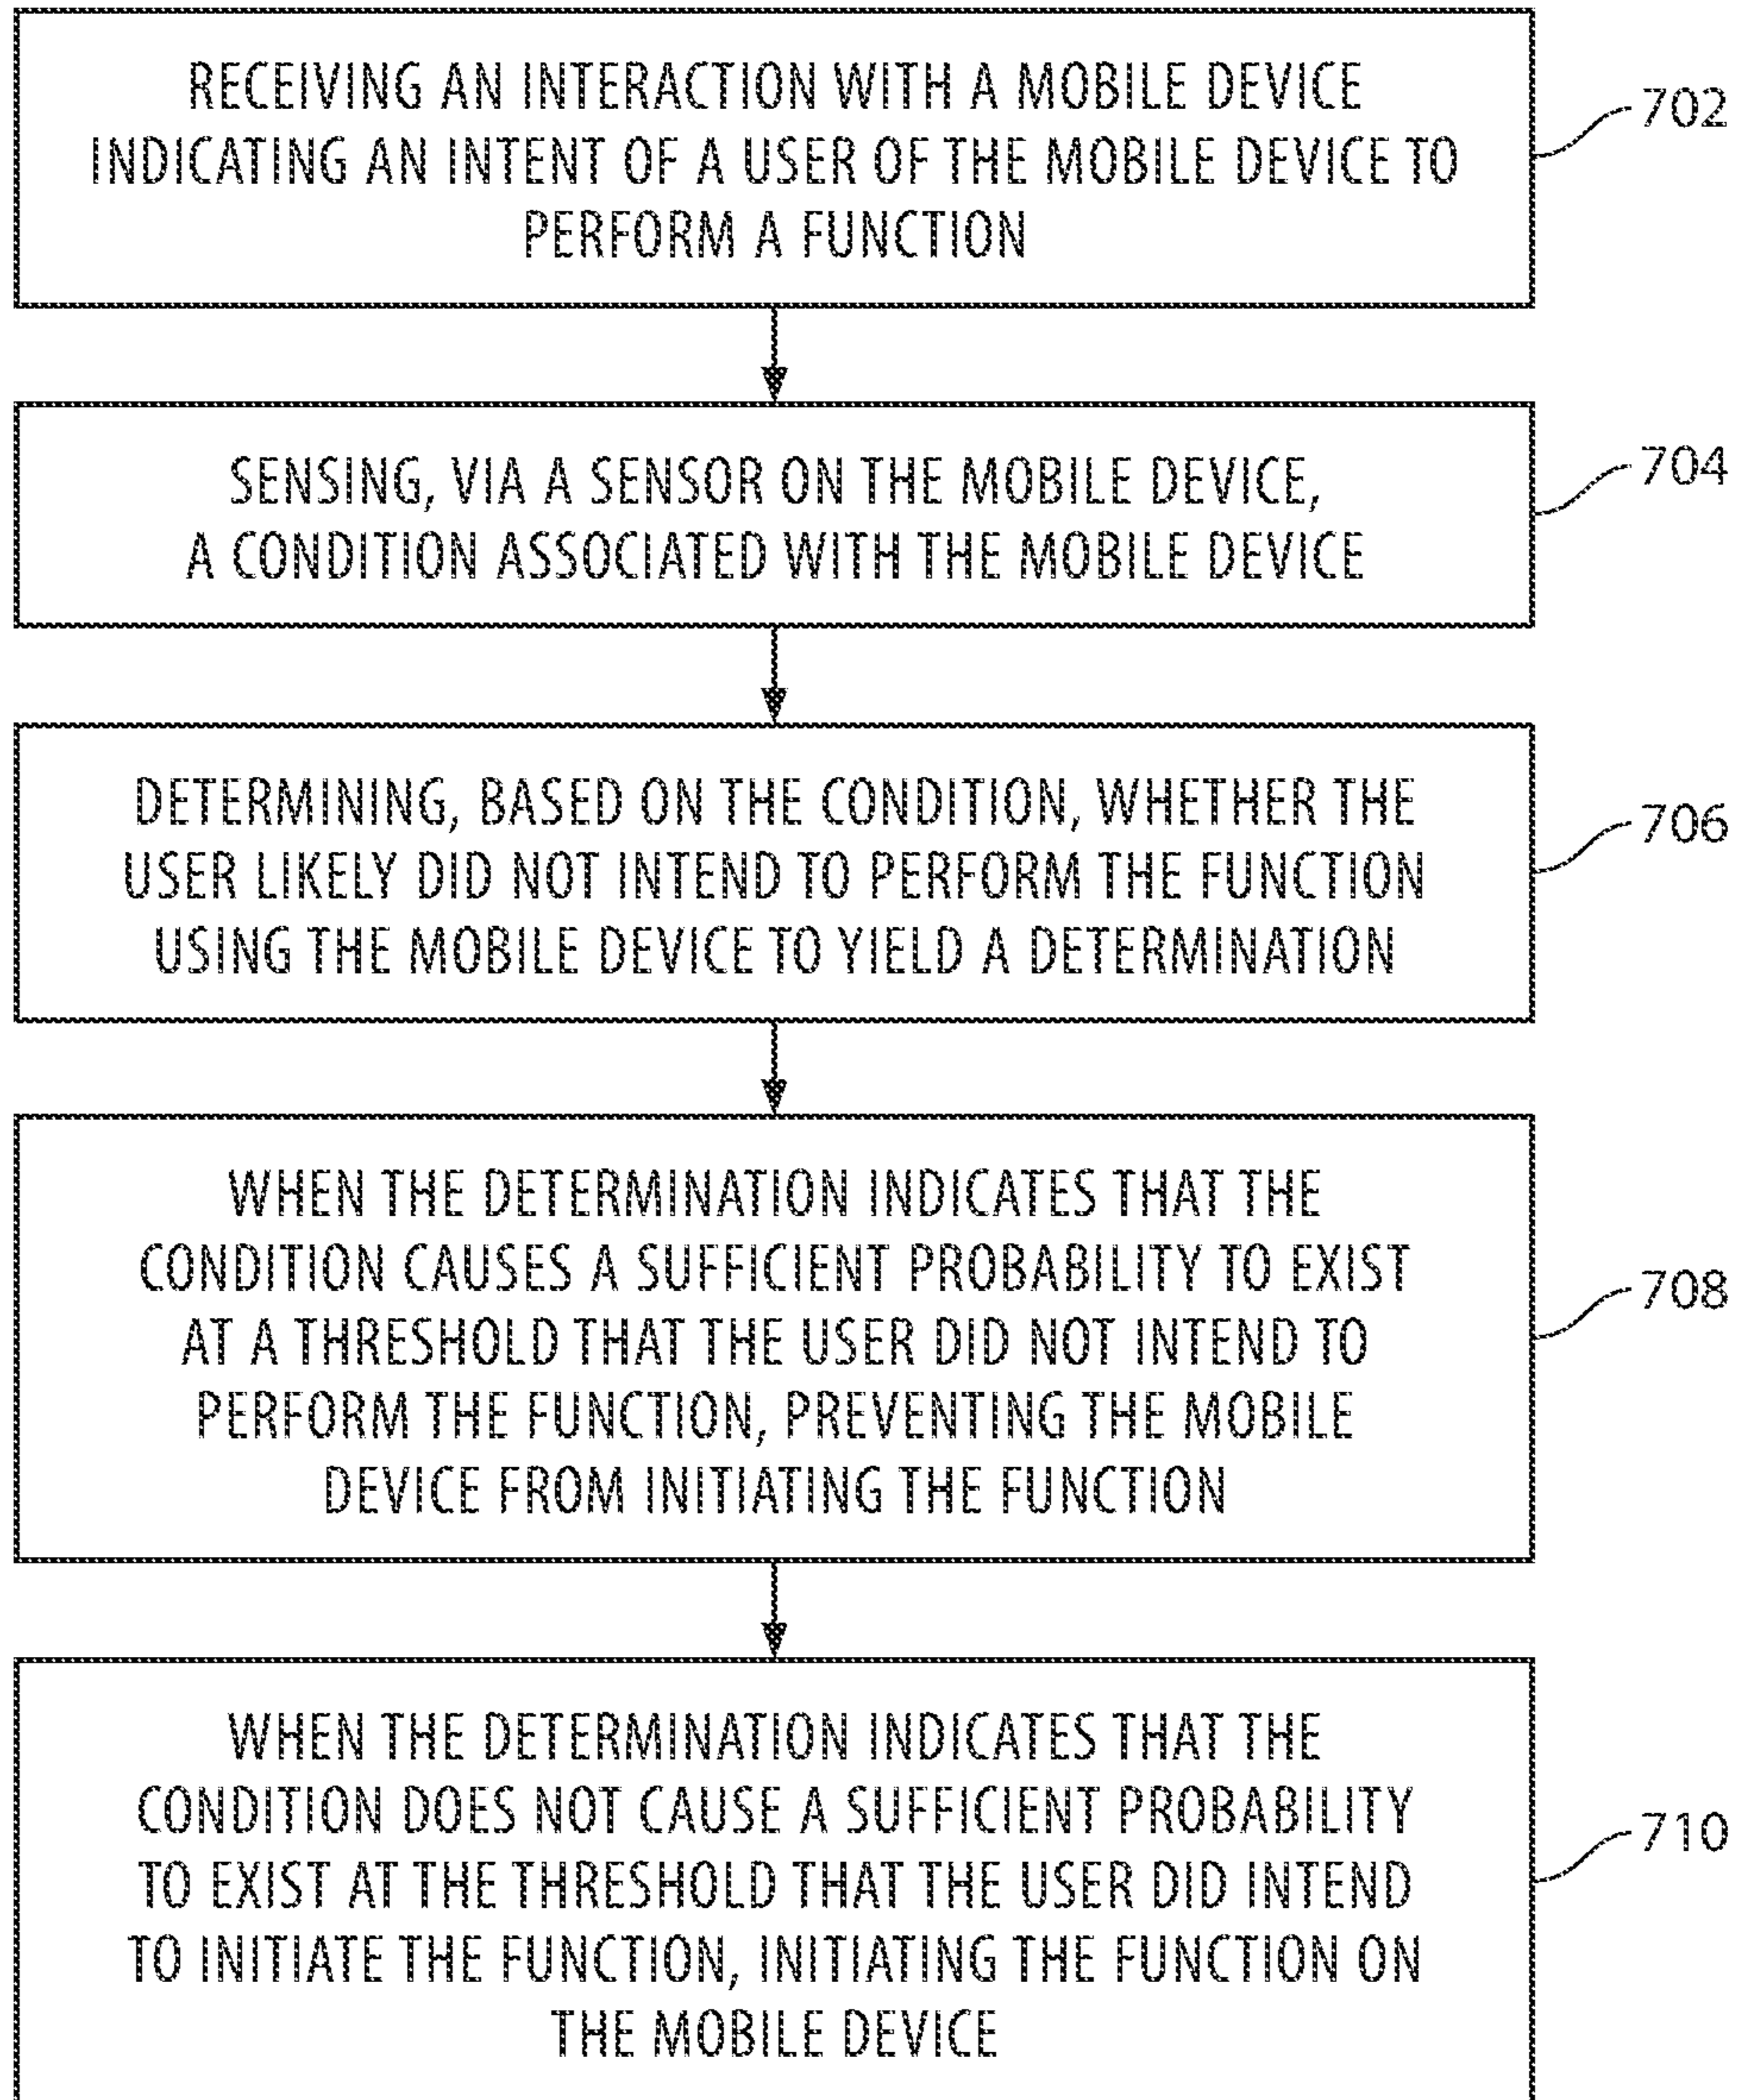 RECEIVING AN INTERACTION WITH A MOBILE DEVICE
INDICATING AN INTENT OF A USER OF THE MOBILE DEVICE TO
PERFORM A FUNCTION
702
SENSING, VIA A SENSOR ON THE MOBILE DEVICE,
A CONDITION ASSOCIATED WITH THE MOBILE DEVICE
704
DETERMINING, BASED ON THE CONDITION, WHETHER THE
USER LIKELY DID NOT INTEND TO PERFORM THE FUNCTION
USING THE MOBILE DEVICE TO YIELD A DETERMINATION
706
WHEN THE DETERMINATION INDICATES THAT THE
CONDITION CAUSES A SUFFICIENT PROBABILITY TO EXIST
AT A THRESHOLD THAT THE USER DID NOT INTEND TO
PERFORM THE FUNCTION, PREVENTING THE MOBILE
DEVICE FROM INITIATING THE FUNCTION
708
WHEN THE DETERMINATION INDICATES THAT THE
CONDITION DOES NOT CAUSE A SUFFICIENT PROBABILITY
TO EXIST AT THE THRESHOLD THAT THE USER DID INTEND
TO INITIATE THE FUNCTION, INITIATING THE FUNCTION ON
THE MOBILE DEVICE
710